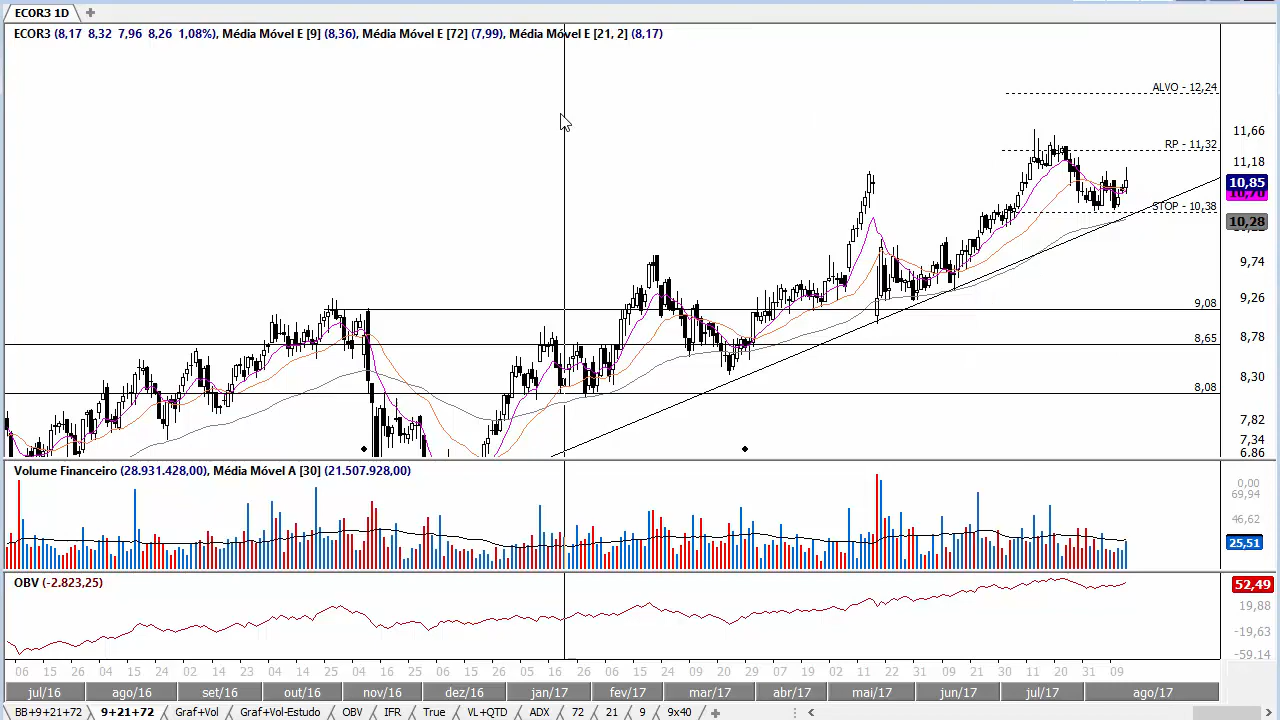 ECOR3 1D
ECOR3 (8,17 8,32 7,96 8,26 1,08%), Média Móvel E [9] (8,36), Média Móvel E [72] (7,99), Média Móvel E [21, 2] (8,17)
ALVO - 12,24
11,66
RP - 11,32
11,18
10,85
STOP - 10,38
10,28
9,74
9,26
9,08
8,78
8,65
8,30
8,08
7,82
7.34
6.86
Volume Financeiro (28.931.428,00), Média Móvel A [30] (21.507.928,00)
0,00
69,94
46,62
25,51
OBV (-2.823,25)
52,49
19,88
-19,63
-59.14
06 15 26 04 15 23 02 14 23 04 14 25 04 16 28 07 16 28 05 16 26 06 15 24 09 20 29 07 19 02 11 22 09 21 30 11 20 31 09
jul/16 ago/16 set/16 out/16 nov/16 dez/16 jan/17 fev/17 mar/17 abr/17 mai/17 jun/17 jul/17 ago/17
BB+9+21+72 9+21+72 Graf+Vol Graf+Vol-Estudo OBV IFR True VL+QTD ADX 72 21 9 9x40